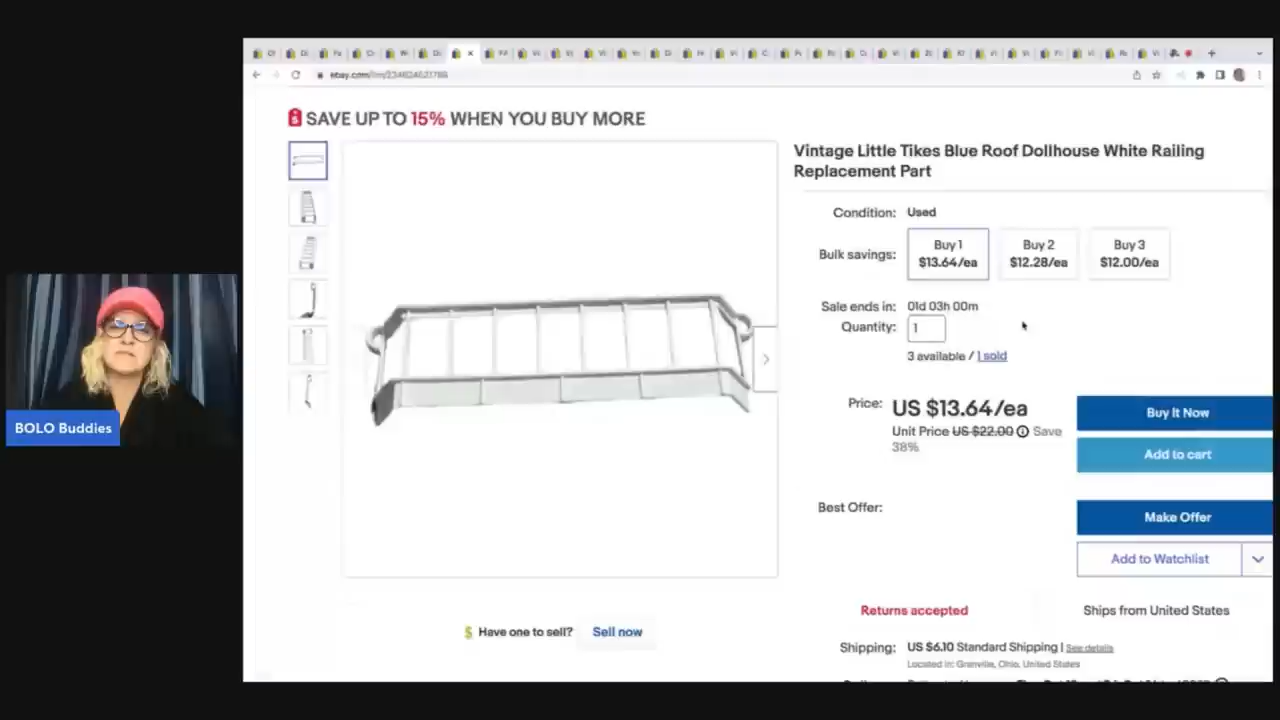 SAVE UP TO 15% WHEN YOU BUY MORE
Vintage Little Tikes Blue Roof Dollhouse White Railing
Replacement Part
Condition: Used
Bulk savings:
Buy 1
$13.64/ea
Buy 2
$12.28/ea
Buy 3
$12.00/ea
Sale ends in: 01d 03h 00m
Quantity: 1
3 available / 1 sold
Price: US $13.64/ea
Unit Price US $22.00 Save
38%
Buy It Now
Add to cart
Best Offer:
Make Offer
Add to Watchlist
Returns accepted
Ships from United States
Have one to sell? Sell now
Shipping: US $6.10 Standard Shipping | See details
Located in: Granville, Ohio, United States
BOLO Buddies